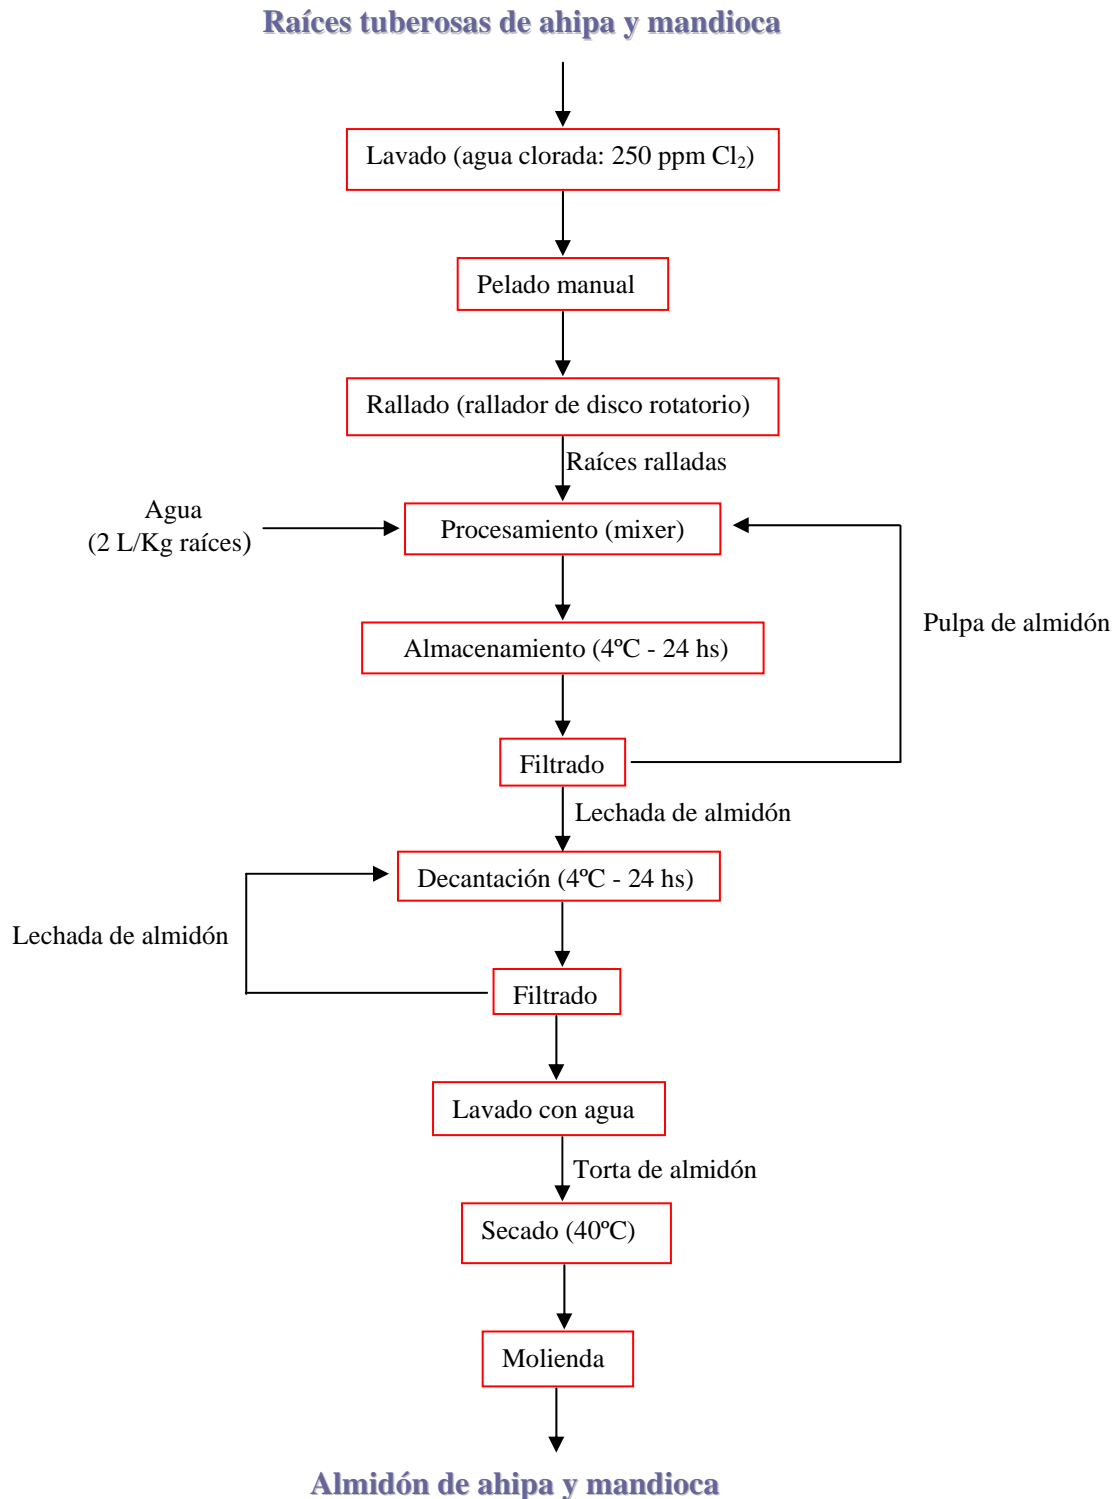 Raíces tuberosas de ahipa y mandioca
Lavado (agua clorada: 250 ppm Cl₂)
Pelado manual
Rallado (rallador de disco rotatorio)
Raíces ralladas
Agua
(2 L/Kg raíces)
Procesamiento (mixer)
Pulpa de almidón
Almacenamiento (4ºC - 24 hs)
Filtrado
Lechada de almidón
Decantación (4ºC - 24 hs)
Lechada de almidón
Filtrado
Lavado con agua
Torta de almidón
Secado (40ºC)
Molienda
Almidón de ahipa y mandioca